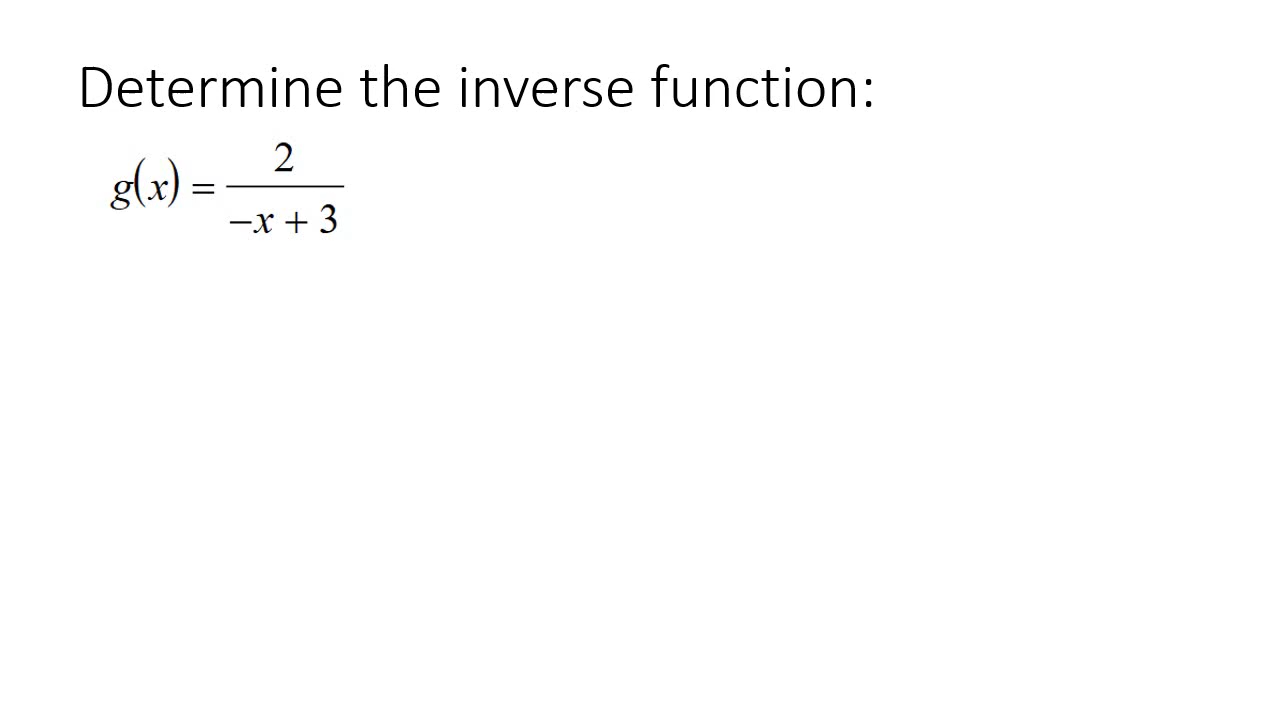 Determine the inverse function:
g(x) = 2 / (−x + 3)